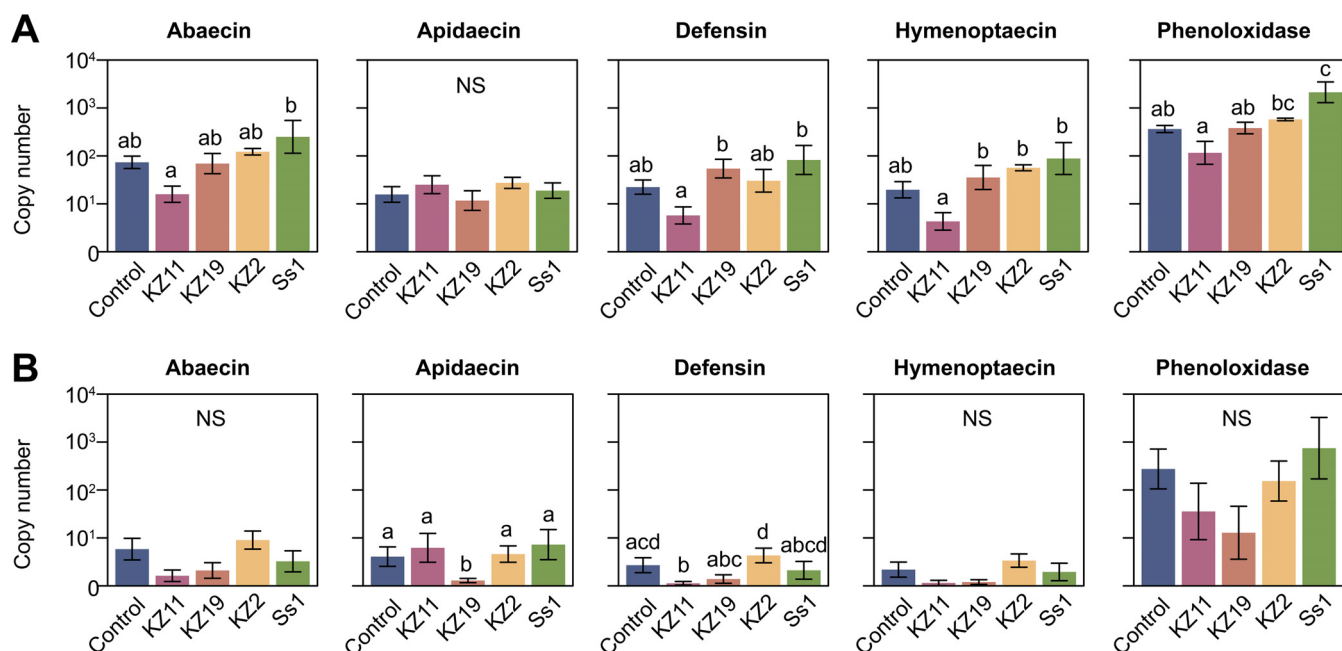 A
Abaecin Apidaecin Defensin Hymenoptaecin Phenoloxidase
Copy number
10⁴
10³
10²
10¹
0
ab a ab ab b
NS
ab a b ab b
ab a b b b
ab a ab bc c
Control KZ11 KZ19 KZ2 Ss1
Control KZ11 KZ19 KZ2 Ss1
Control KZ11 KZ19 KZ2 Ss1
Control KZ11 KZ19 KZ2 Ss1
Control KZ11 KZ19 KZ2 Ss1
B
Abaecin Apidaecin Defensin Hymenoptaecin Phenoloxidase
Copy number
10⁴
10³
10²
10¹
0
NS
a a b a a
acd b abc d abcd
NS
NS
Control KZ11 KZ19 KZ2 Ss1
Control KZ11 KZ19 KZ2 Ss1
Control KZ11 KZ19 KZ2 Ss1
Control KZ11 KZ19 KZ2 Ss1
Control KZ11 KZ19 KZ2 Ss1